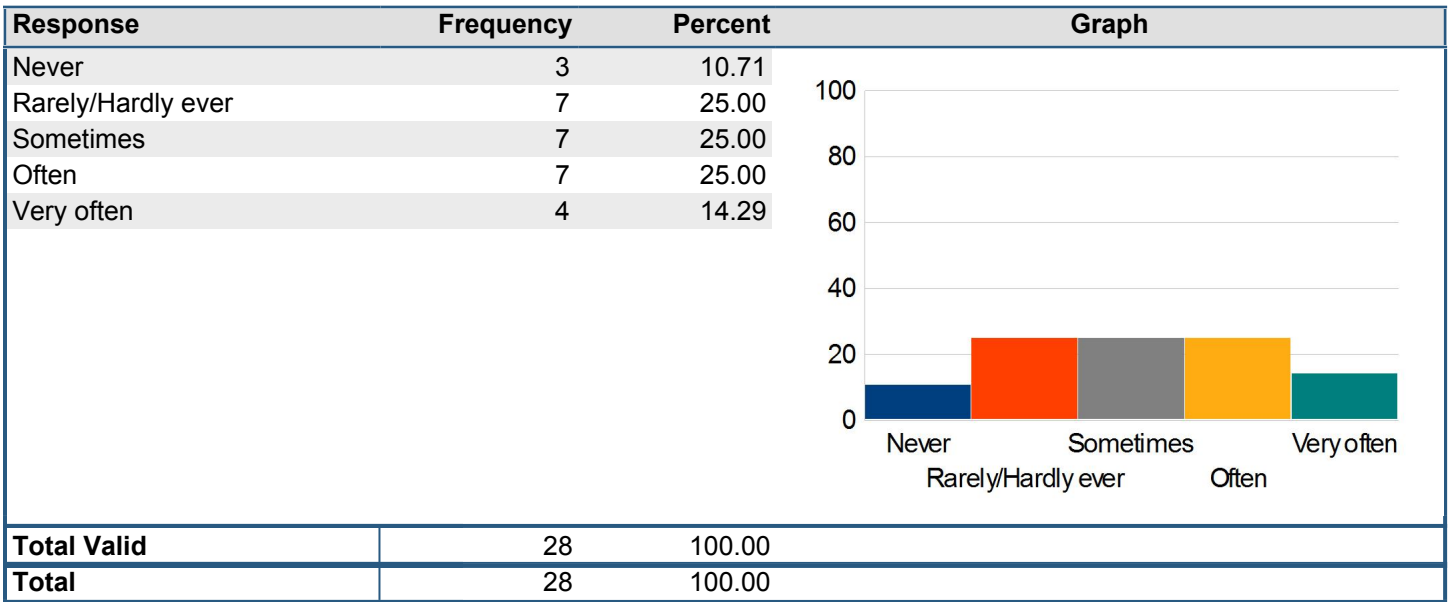 Response Frequency Percent Graph
Never 3 10.71
Rarely/Hardly ever 7 25.00
Sometimes 7 25.00
Often 7 25.00
Very often 4 14.29
100
80
60
40
20
0
Never Sometimes Very often
Rarely/Hardly ever Often
Total Valid 28 100.00
Total 28 100.00